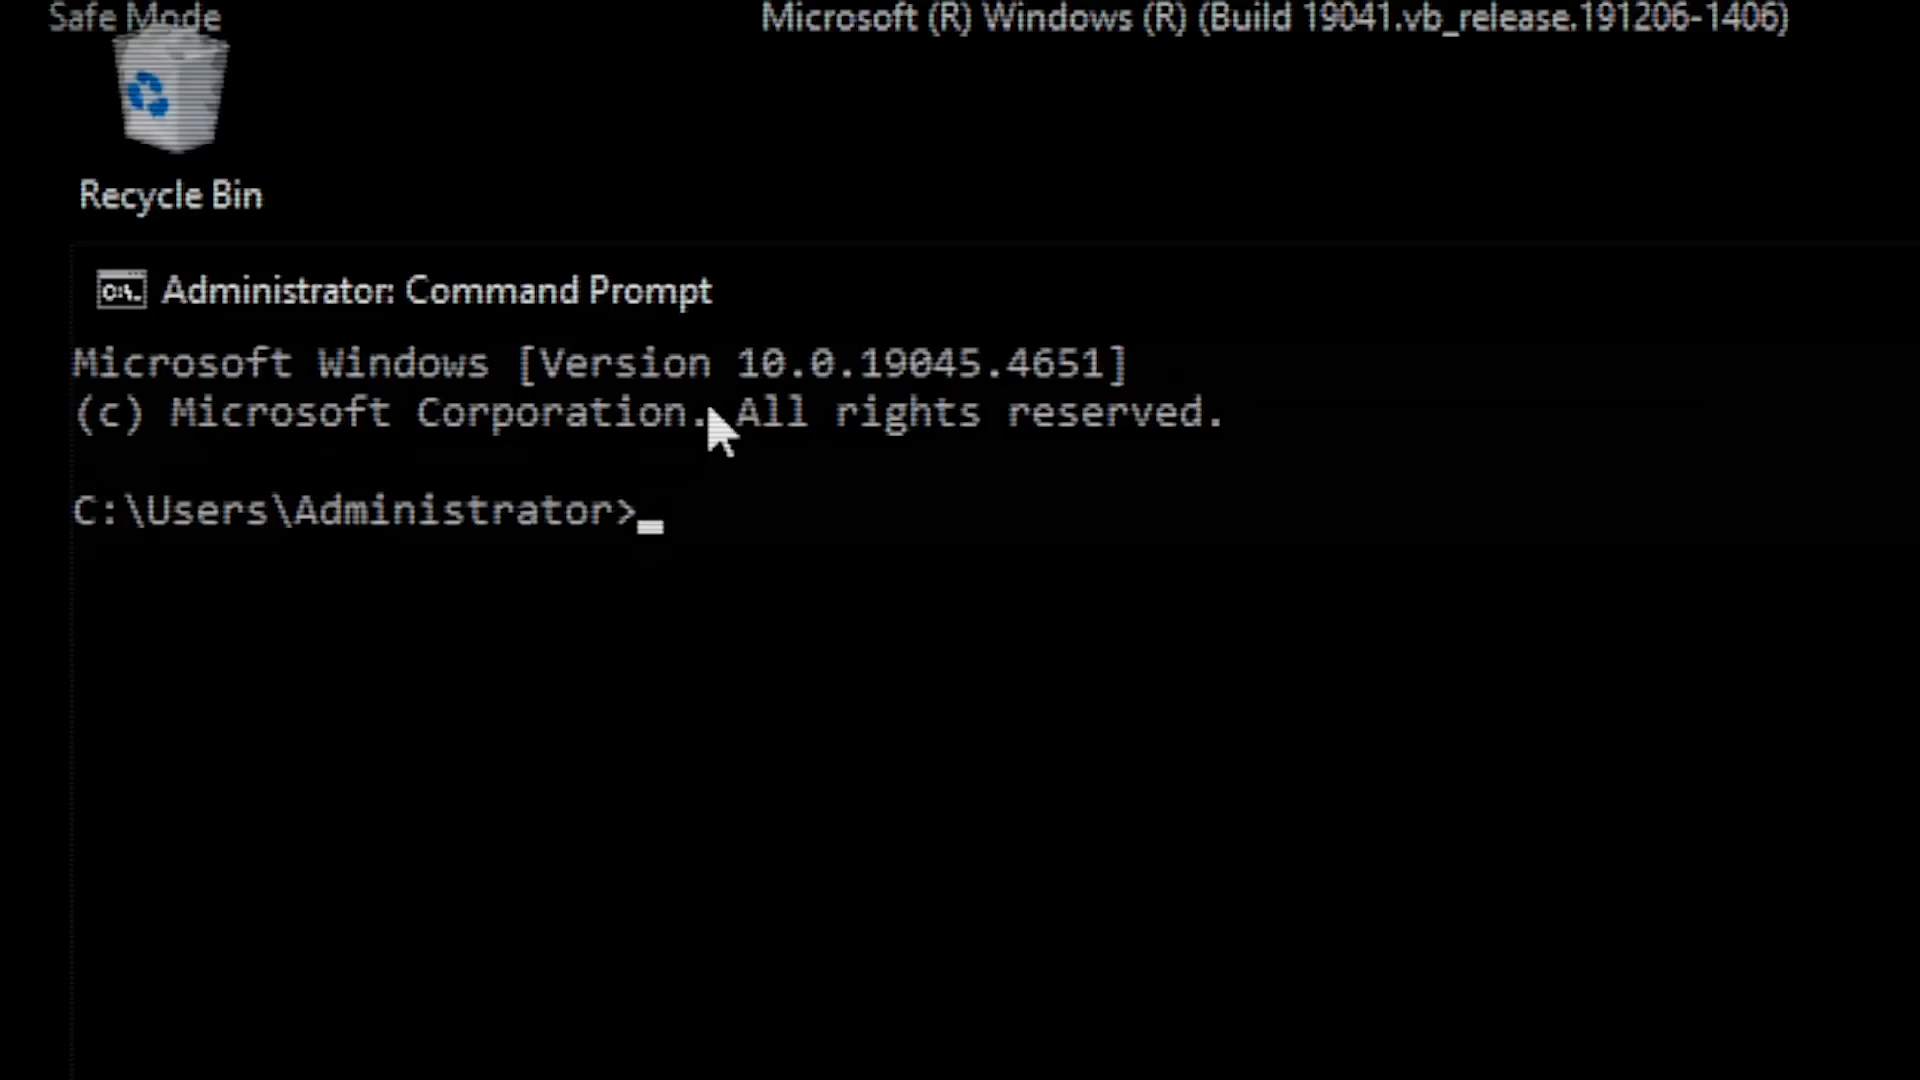 Safe Mode
Microsoft (R) Windows (R) (Build 19041.vb_release.191206-1406)
Recycle Bin
Administrator: Command Prompt
Microsoft Windows [Version 10.0.19045.4651]
(c) Microsoft Corporation. All rights reserved.
C:\Users\Administrator>